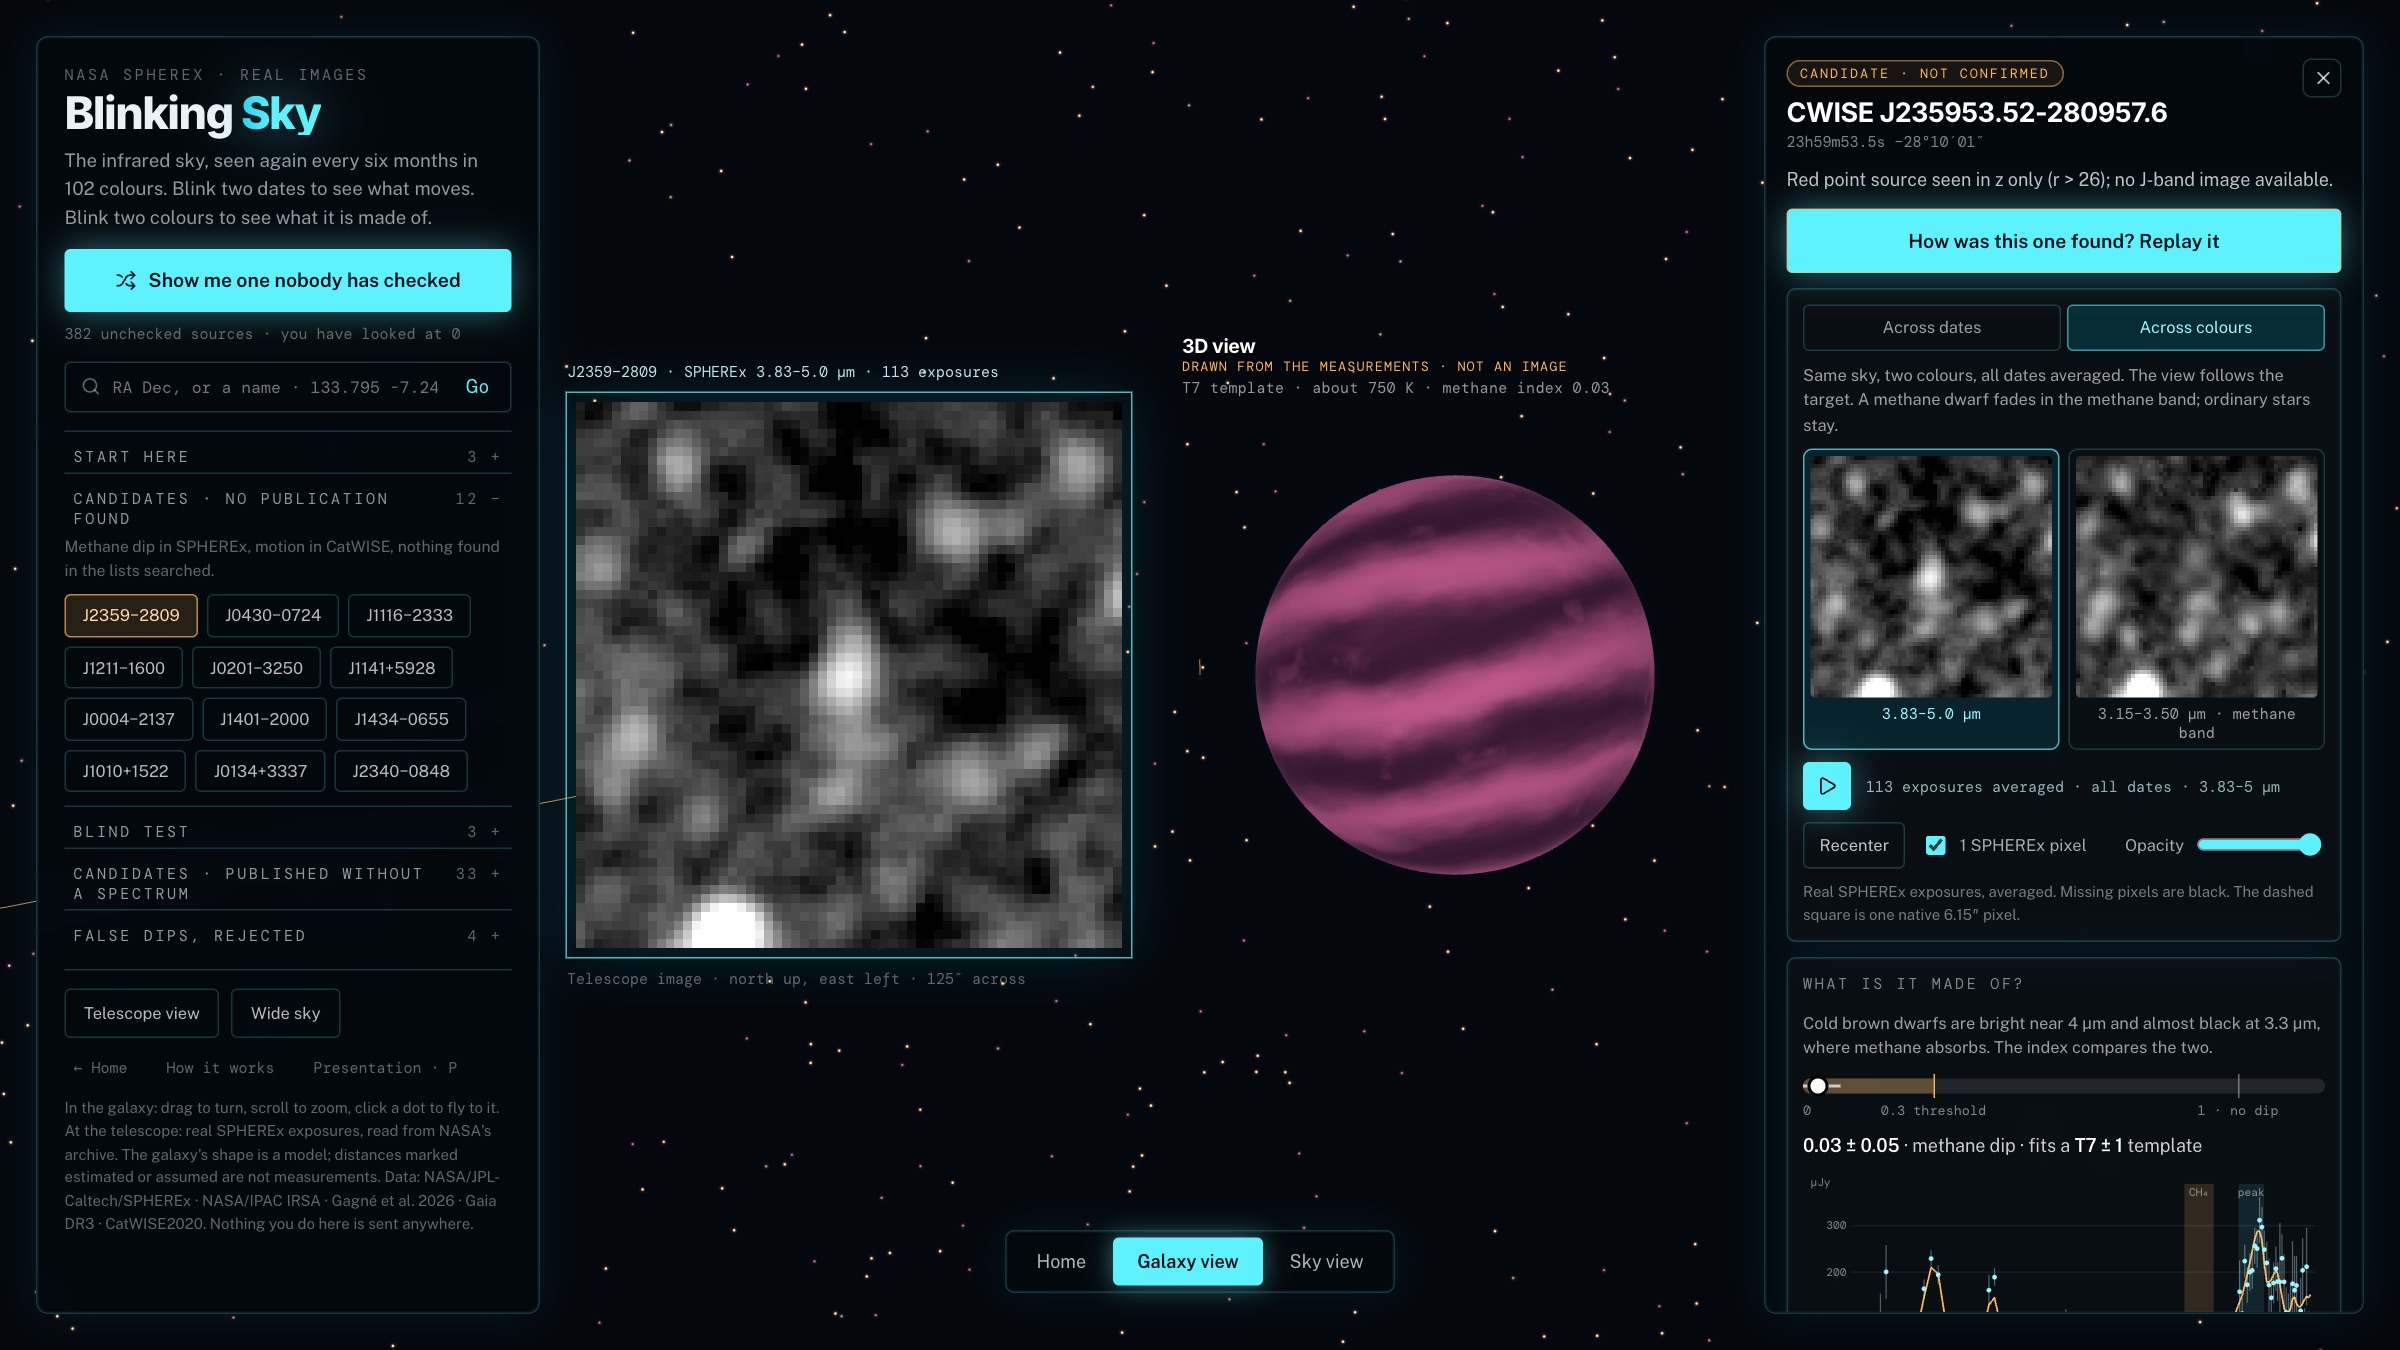 NASA SPHEREX · REAL IMAGES
Blinking Sky
The infrared sky, seen again every six months in
102 colours. Blink two dates to see what moves.
Blink two colours to see what it is made of.
Show me one nobody has checked
382 unchecked sources · you have looked at 0
RA Dec, or a name · 133.795 -7.24 Go
START HERE 3 +
CANDIDATES · NO PUBLICATION 12 −
FOUND
Methane dip in SPHEREx, motion in CatWISE, nothing found
in the lists searched.
J2359−2809 J0430−0724 J1116−2333
J1211−1600 J0201−3250 J1141+5928
J0004−2137 J1401−2000 J1434−0655
J1010+1522 J0134+3337 J2340−0848
BLIND TEST 3 +
CANDIDATES · PUBLISHED WITHOUT 33 +
A SPECTRUM
FALSE DIPS, REJECTED 4 +
Telescope view Wide sky
← Home How it works Presentation · P
In the galaxy: drag to turn, scroll to zoom, click a dot to fly to it.
At the telescope: real SPHEREx exposures, read from NASA's
archive. The galaxy's shape is a model; distances marked
estimated or assumed are not measurements. Data: NASA/JPL-
Caltech/SPHEREx · NASA/IPAC IRSA · Gagné et al. 2026 · Gaia
DR3 · CatWISE2020. Nothing you do here is sent anywhere.
J2359−2809 · SPHEREx 3.83−5.0 µm · 113 exposures
Telescope image · north up, east left · 125″ across
3D view
DRAWN FROM THE MEASUREMENTS · NOT AN IMAGE
T7 template · about 750 K · methane index 0.03
Home Galaxy view Sky view
CANDIDATE · NOT CONFIRMED
CWISE J235953.52-280957.6
23h59m53.5s −28°10′01″
Red point source seen in z only (r > 26); no J-band image available.
How was this one found? Replay it
Across dates Across colours
Same sky, two colours, all dates averaged. The view follows the
target. A methane dwarf fades in the methane band; ordinary stars
stay.
3.83−5.0 µm
3.15−3.50 µm · methane
band
113 exposures averaged · all dates · 3.83−5 µm
Recenter 1 SPHEREx pixel Opacity
Real SPHEREx exposures, averaged. Missing pixels are black. The dashed
square is one native 6.15″ pixel.
WHAT IS IT MADE OF?
Cold brown dwarfs are bright near 4 µm and almost black at 3.3 µm,
where methane absorbs. The index compares the two.
0 0.3 threshold 1 · no dip
0.03 ± 0.05 · methane dip · fits a T7 ± 1 template
µJy
CH₄ peak
300
200